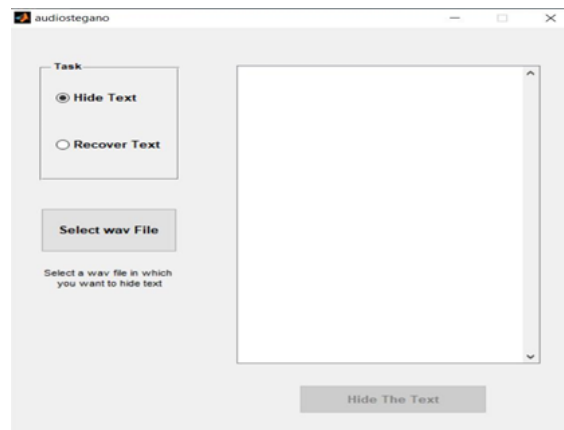 audiostegano
Task
Hide Text
Recover Text
Select wav File
Select a wav file in which
you want to hide text
Hide The Text